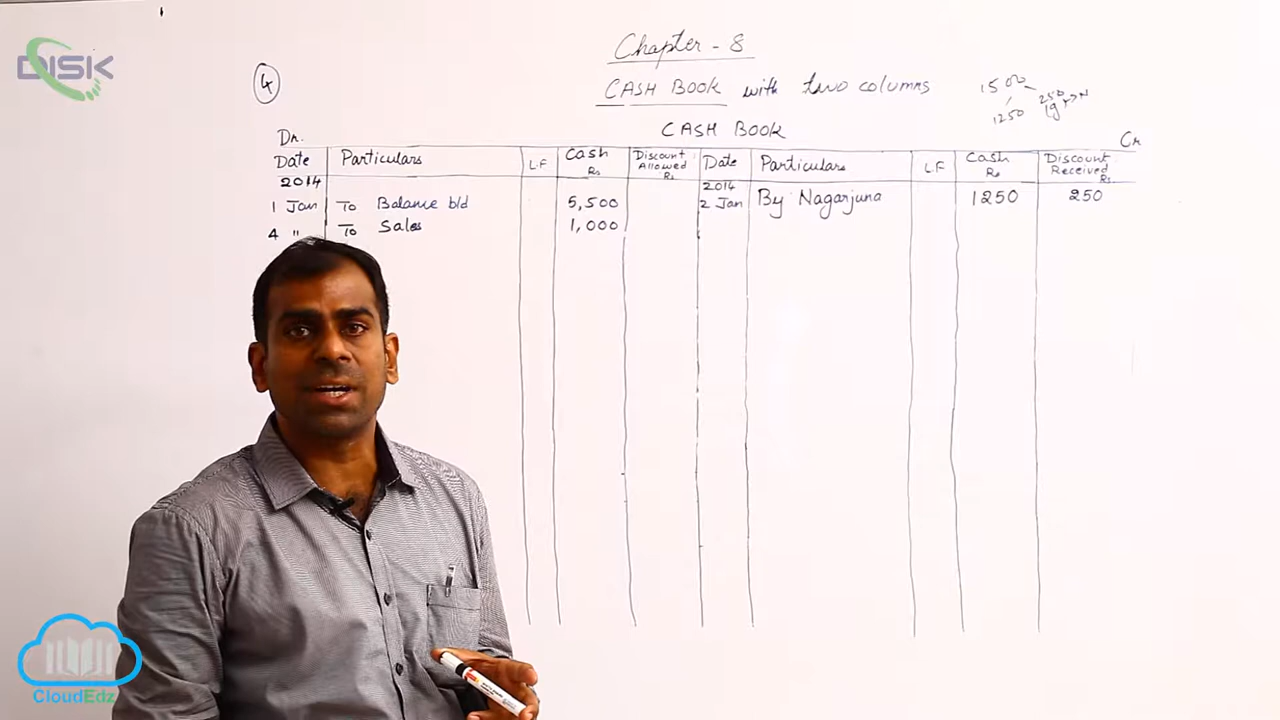 DISK
4
Chapter - 8
CASH BOOK with two columns
1500
250
1250
CASH BOOK
Dr.
Cr
Date Particulars LF Cash Rs Discount Allowed Rs Date Particulars LF Cash Rs Discount Received Rs.
2014 2014
1 Jan To Balance b/d 5,500 2 Jan By Nagarjuna 1250 250
4 " To Sales 1,000
CloudEdz